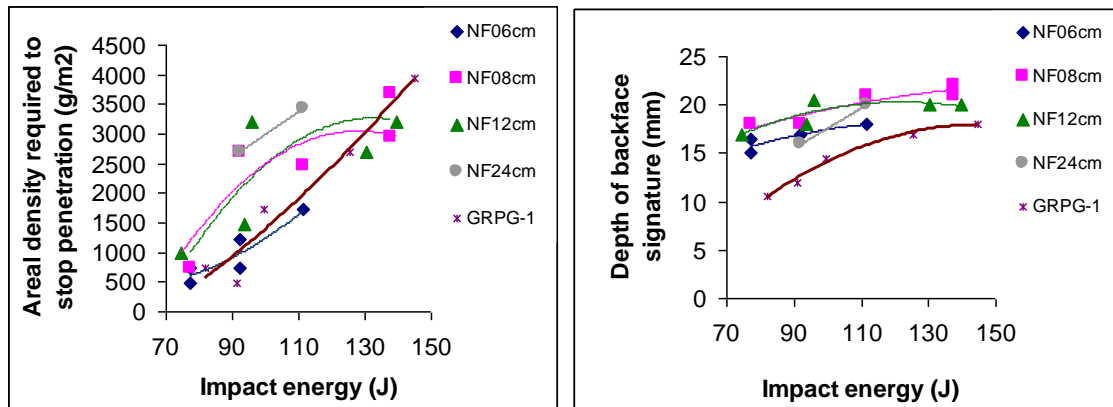 Areal density required to
stop penetration (g/m2)
4500
4000
3500
3000
2500
2000
1500
1000
500
0
70 90 110 130 150
Impact energy (J)
NF06cm
NF08cm
NF12cm
NF24cm
GRPG-1
Depth of backface
signature (mm)
25
20
15
10
5
0
70 90 110 130 150
Impact energy (J)
NF06cm
NF08cm
NF12cm
NF24cm
GRPG-1